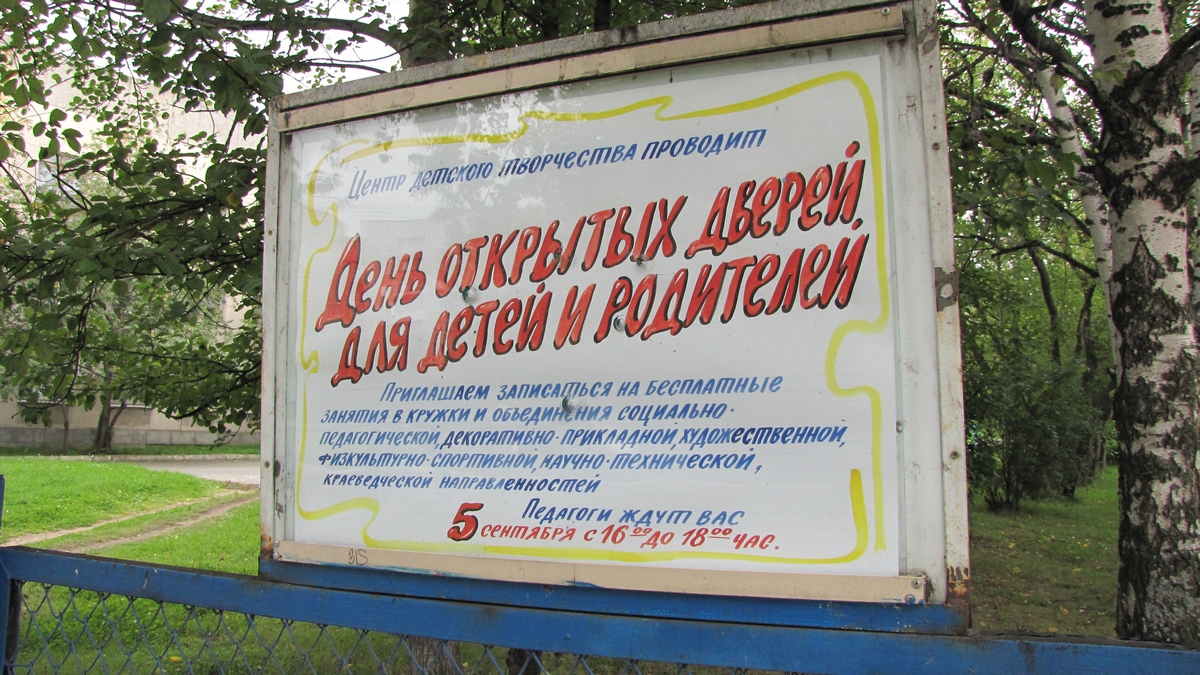 Центр детского творчества проводит
День открытых дверей
для детей и родителей
Приглашаем записаться на бесплатные
занятия в кружки и объединения социально-
педагогической, декоративно-прикладной, художественной,
физкультурно-спортивной, научно-технической,
краеведческой направленностей
Педагоги ждут вас
5 сентября с 16⁰⁰ до 18⁰⁰ час.